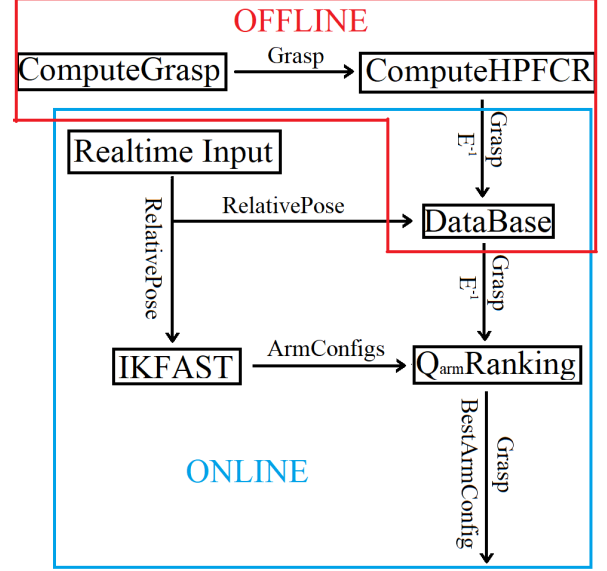 OFFLINE
Grasp
ComputeGrasp
ComputeHPFCR
Grasp
E⁻¹
Realtime Input
RelativePose
RelativePose
DataBase
Grasp
E⁻¹
ArmConfigs
IKFAST
QarmRanking
Grasp
BestArmConfig
ONLINE